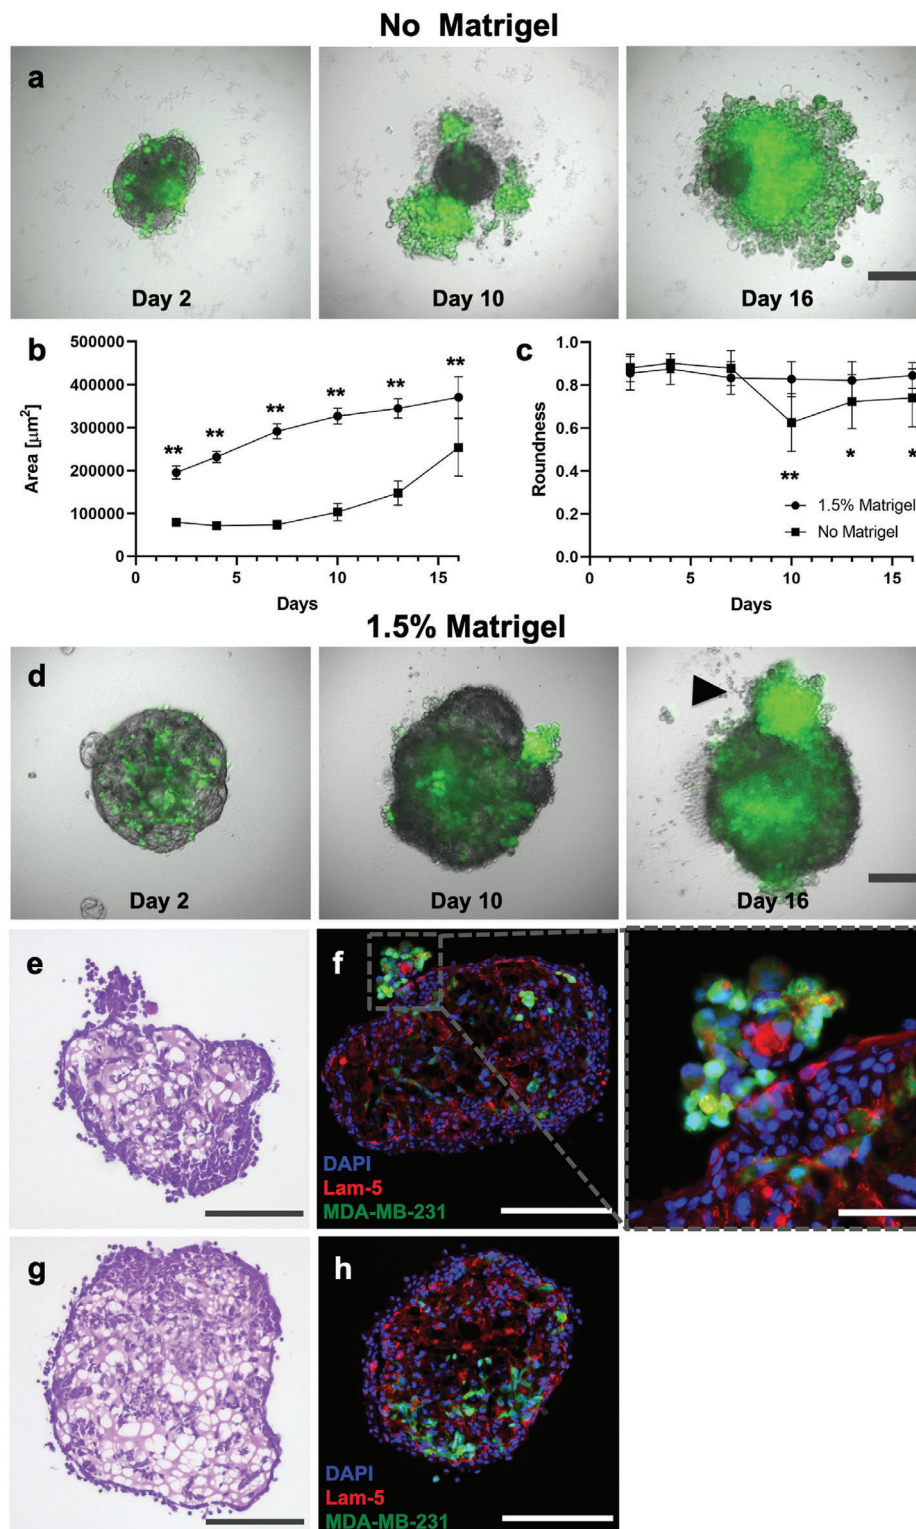 No Matrigel
a
Day 2
Day 10
Day 16
b
500000
400000
300000
200000
100000
0
Area [μm²]
** ** ** ** ** **
0 5 10 15
Days
c
1.0
0.8
0.6
0.4
0.2
0.0
Roundness
** * *
1.5% Matrigel
No Matrigel
0 5 10 15
Days
1.5% Matrigel
d
Day 2
Day 10
Day 16
e
f
DAPI
Lam-5
MDA-MB-231
g
h
DAPI
Lam-5
MDA-MB-231